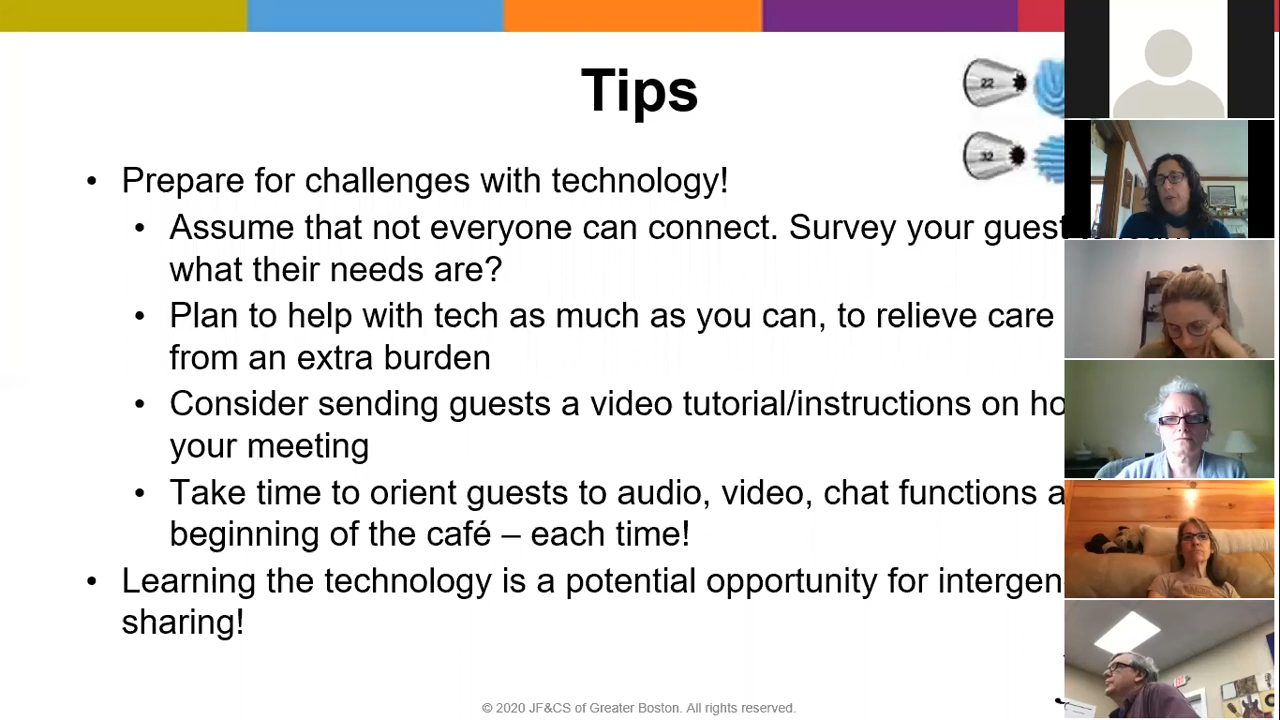 Tips
22
32
• Prepare for challenges with technology!
• Assume that not everyone can connect. Survey your guest
what their needs are?
• Plan to help with tech as much as you can, to relieve care
from an extra burden
• Consider sending guests a video tutorial/instructions on ho
your meeting
• Take time to orient guests to audio, video, chat functions a
beginning of the café – each time!
• Learning the technology is a potential opportunity for intergen
sharing!
© 2020 JF&CS of Greater Boston. All rights reserved.